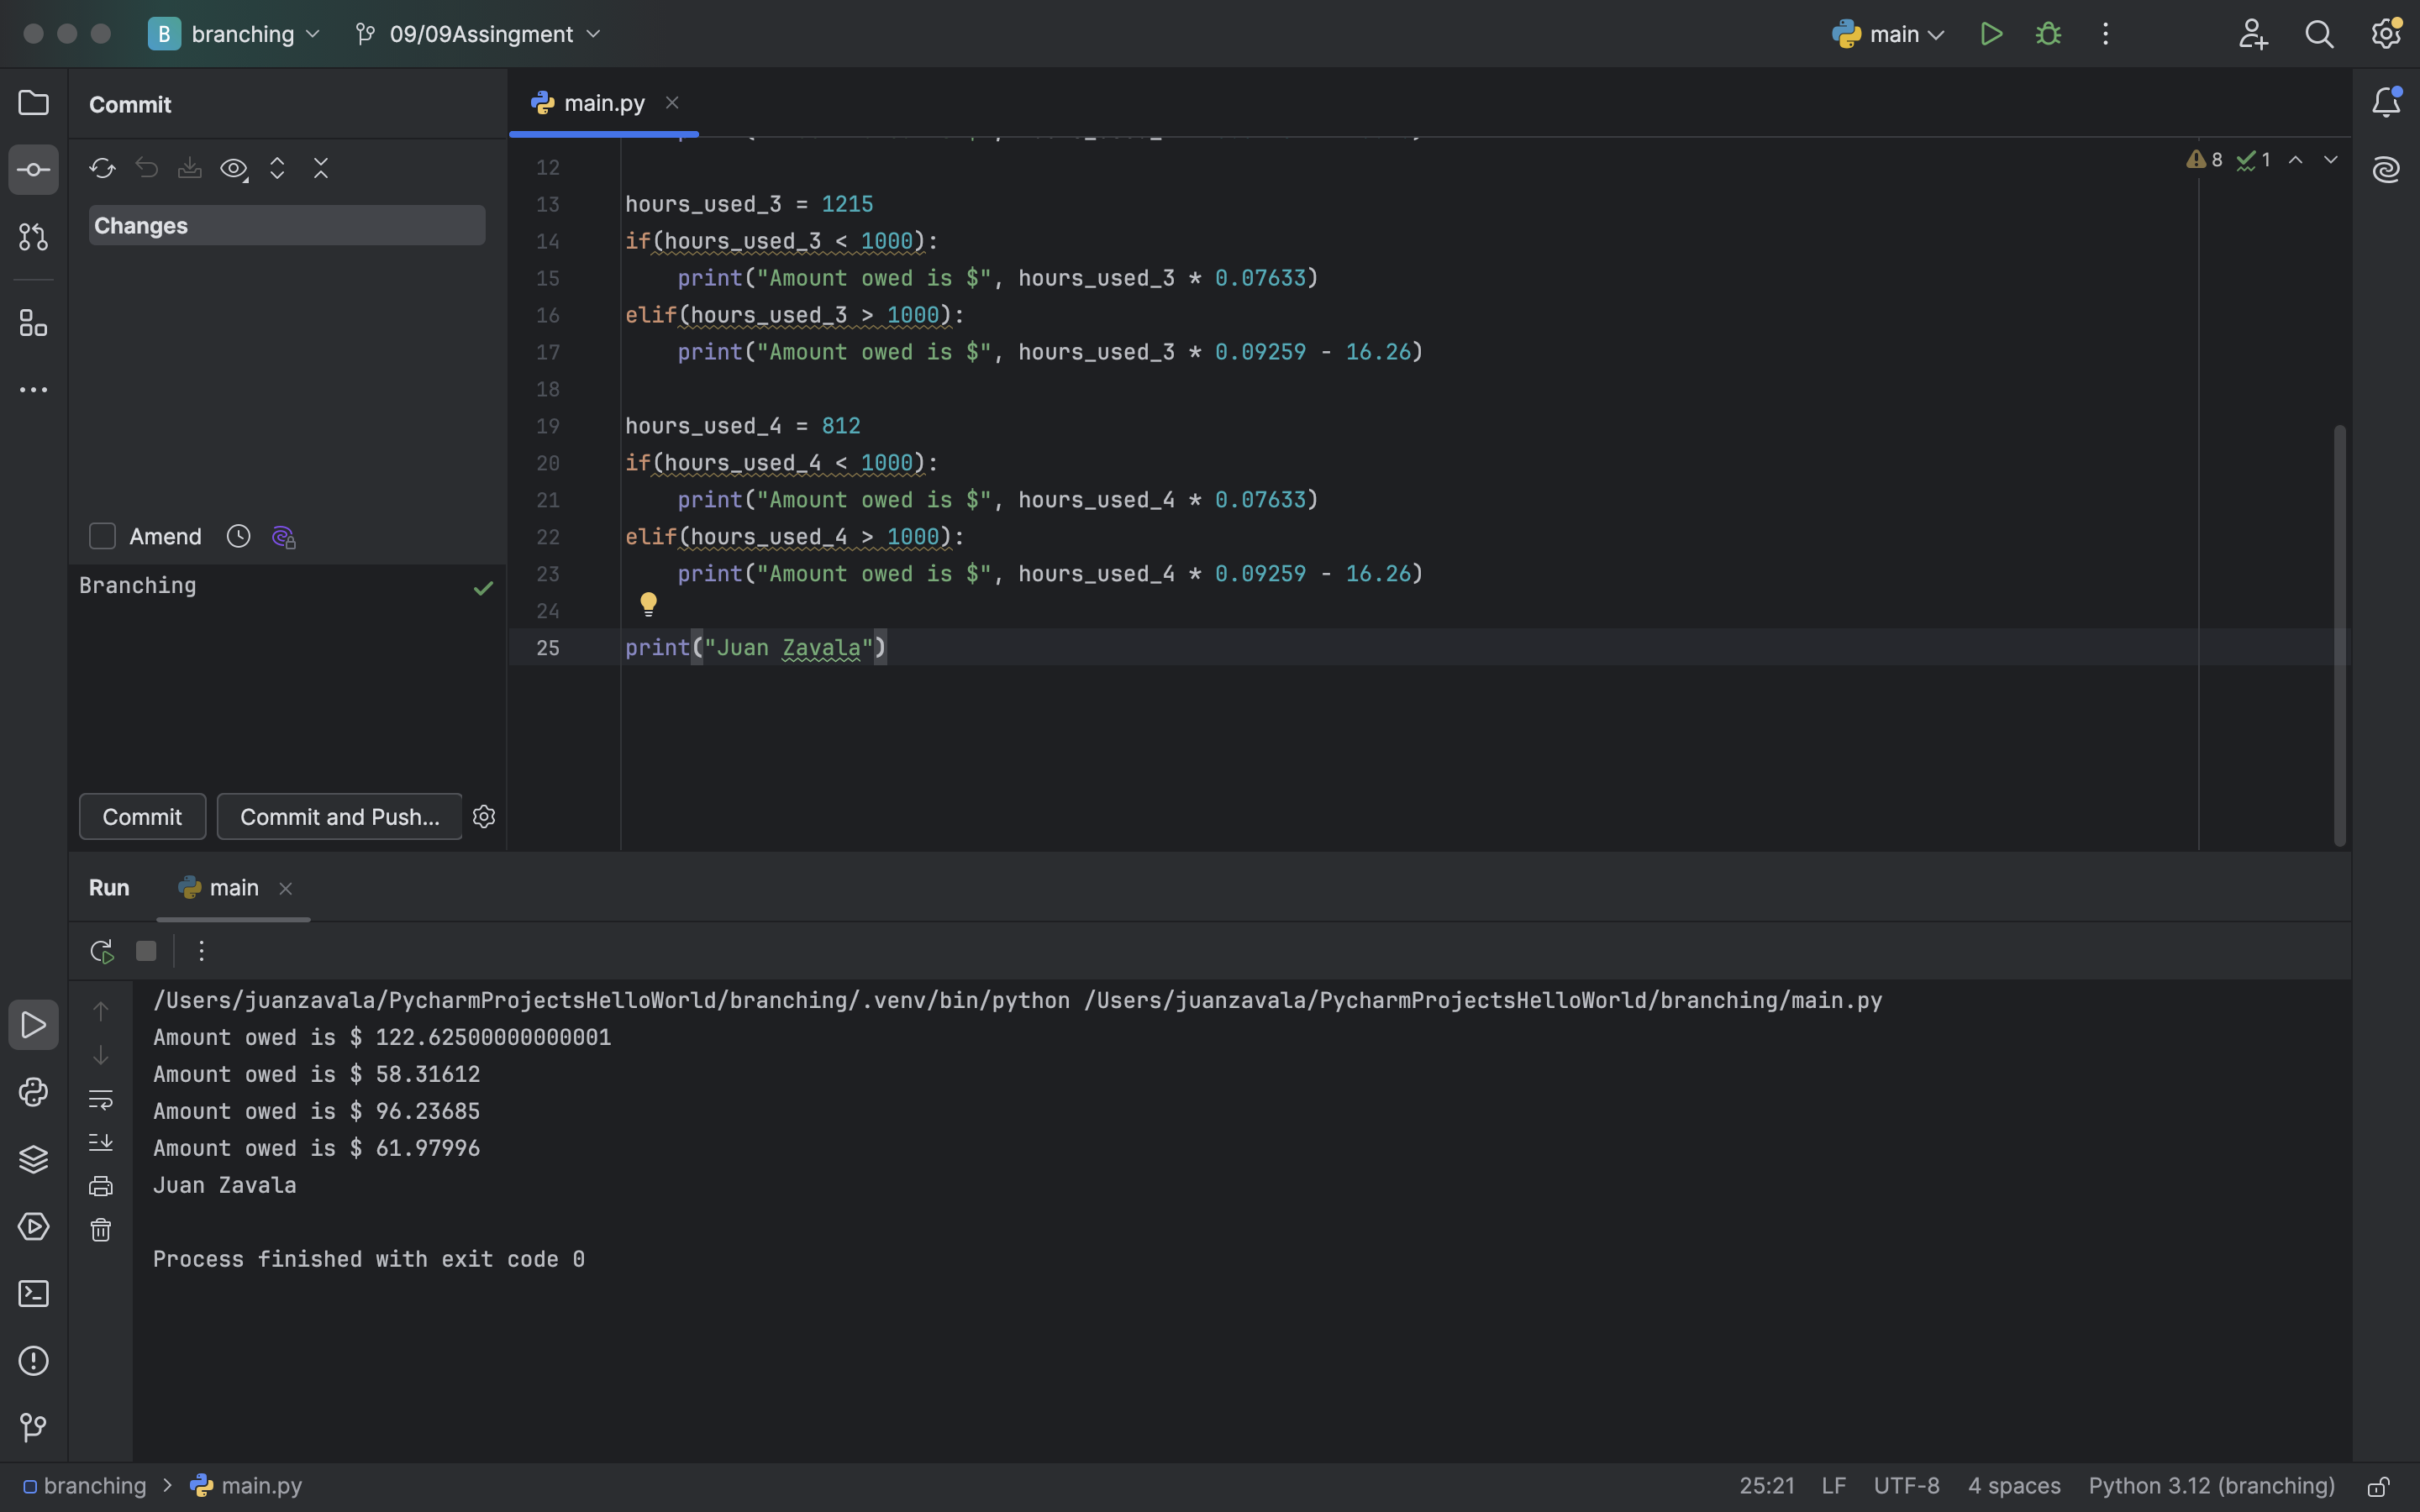 B branching 09/09Assingment main
Commit
main.py
8 1
Changes
12
13 hours_used_3 = 1215
14 if(hours_used_3 < 1000):
15 print("Amount owed is $", hours_used_3 * 0.07633)
16 elif(hours_used_3 > 1000):
17 print("Amount owed is $", hours_used_3 * 0.09259 - 16.26)
18
19 hours_used_4 = 812
20 if(hours_used_4 < 1000):
21 print("Amount owed is $", hours_used_4 * 0.07633)
22 elif(hours_used_4 > 1000):
23 print("Amount owed is $", hours_used_4 * 0.09259 - 16.26)
24
25 print("Juan Zavala")
Amend
Branching
Commit Commit and Push...
Run main
/Users/juanzavala/PycharmProjectsHelloWorld/branching/.venv/bin/python /Users/juanzavala/PycharmProjectsHelloWorld/branching/main.py
Amount owed is $ 122.62500000000001
Amount owed is $ 58.31612
Amount owed is $ 96.23685
Amount owed is $ 61.97996
Juan Zavala
Process finished with exit code 0
branching > main.py 25:21 LF UTF-8 4 spaces Python 3.12 (branching)